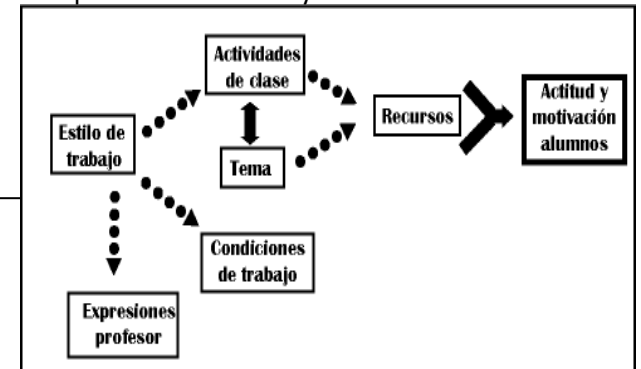 Actividades
de clase
Estilo de
trabajo
Tema
Recursos
Actitud y
motivación
alumnos
Condiciones
de trabajo
Expresiones
profesor